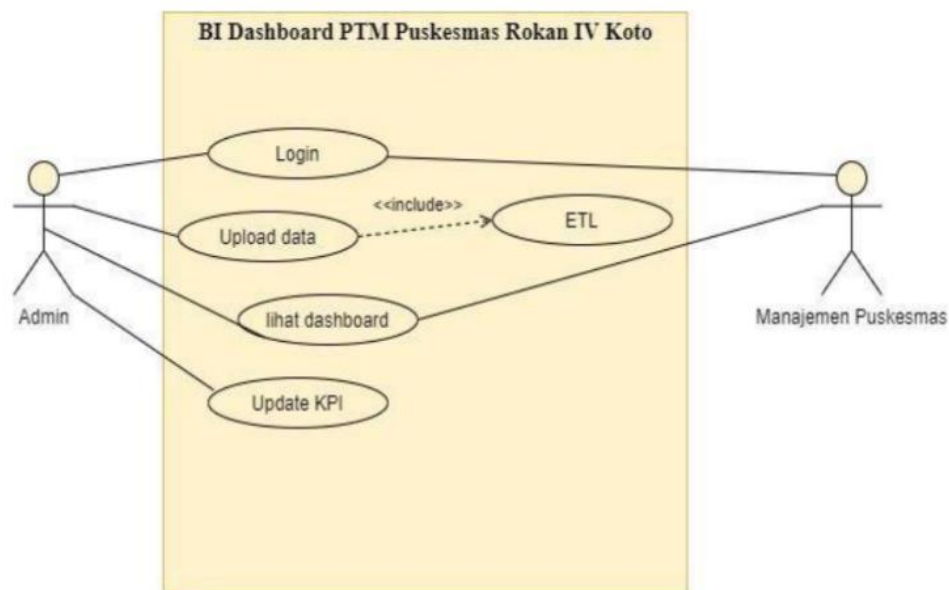 BI Dashboard PTM Puskesmas Rokan IV Koto
Login
<<include>>
Upload data
ETL
lihat dashboard
Admin
Manajemen Puskesmas
Update KPI